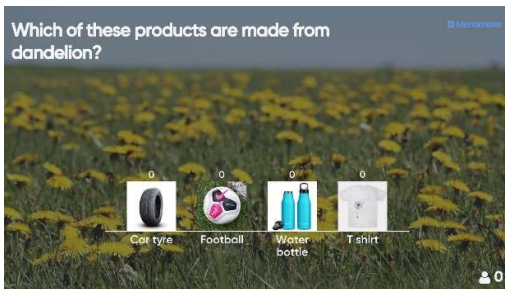 Which of these products are made from
dandelion?
Mentimeter
0
0
0
0
Car tyre
Football
Water
bottle
T shirt
0